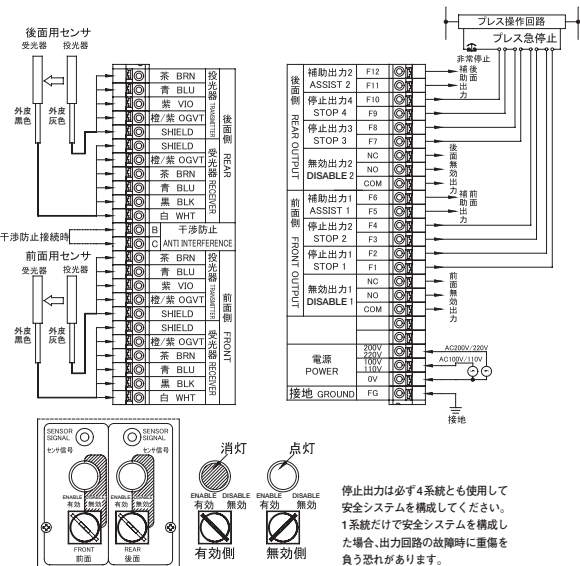 後面用センサ
受光器 投光器
外皮
黒色
外皮
灰色
干渉防止接続時
前面用センサ
受光器 投光器
外皮
黒色
外皮
灰色
茶 BRN
青 BLU
紫 VIO
橙/紫 OGVT
SHIELD
投光器 TRANSMITTER
SHIELD
橙/紫 OGVT
茶 BRN
青 BLU
黒 BLK
白 WHT
受光器 RECEIVER
後面側 REAR
B 干渉防止
C ANTI INTERFERENCE
茶 BRN
青 BLU
紫 VIO
橙/紫 OGVT
SHIELD
投光器 TRANSMITTER
SHIELD
橙/紫 OGVT
茶 BRN
青 BLU
黒 BLK
白 WHT
受光器 RECEIVER
前面側 FRONT
プレス操作回路
プレス急停止
非常停止
後面側 REAR OUTPUT
補助出力2 F12
ASSIST 2 F11
停止出力4 F10
STOP 4 F9
停止出力3 F8
STOP 3 F7
無効出力2
DISABLE 2
NC
NO
COM
後面補助出力
後面無効出力
前面側 FRONT OUTPUT
補助出力1 F6
ASSIST 1 F5
停止出力2 F4
STOP 2 F3
停止出力1 F2
STOP 1 F1
無効出力1
DISABLE 1
NC
NO
COM
前面補助出力
前面無効出力
電源
POWER
200V
220V
100V
110V
0V
接地 GROUND FG
AC200V/220V
AC100V/110V
接地
SENSOR
SIGNAL
センサ信号
ENABLE
有効
DISABLE
無効
FRONT
前面
SENSOR
SIGNAL
センサ信号
ENABLE
有効
DISABLE
無効
REAR
後面
消灯
ENABLE DISABLE
有効 無効
有効側
点灯
ENABLE DISABLE
有効 無効
無効側
停止出力は必ず4系統とも使用して
安全システムを構成してください。
1系統だけで安全システムを構成し
た場合、出力回路の故障時に重傷を
負う恐れがあります。